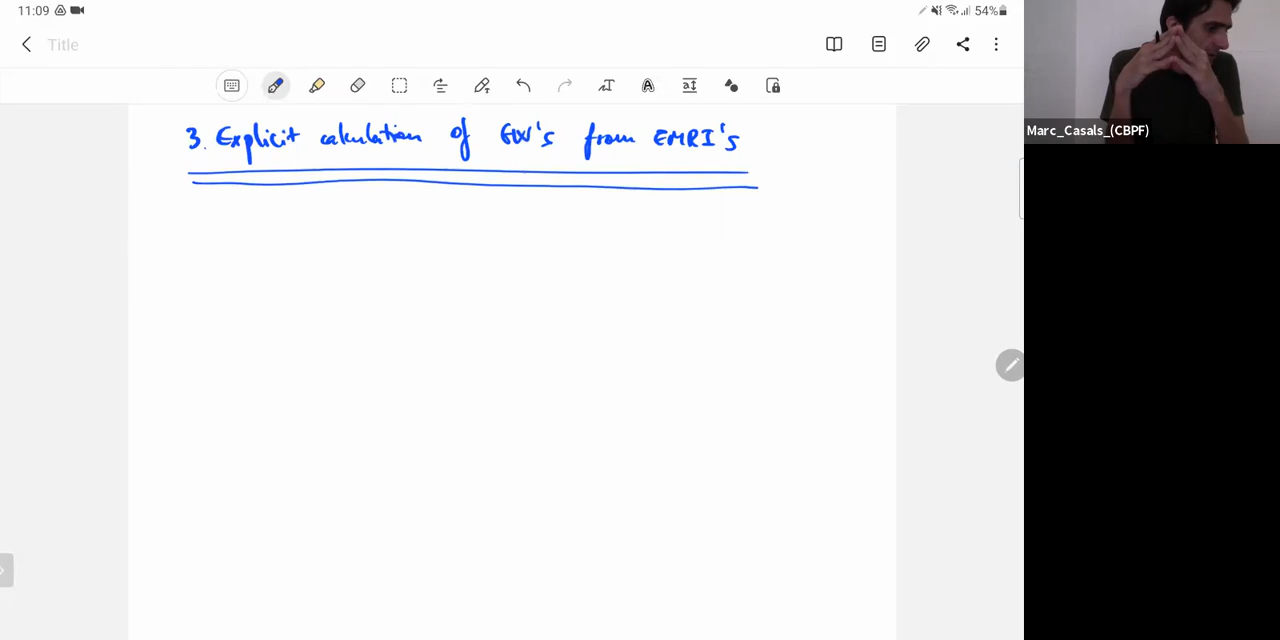 11:09
54%
Title
3. Explicit calculation of GW's from EMRI's
Marc_Casals_(CBPF)